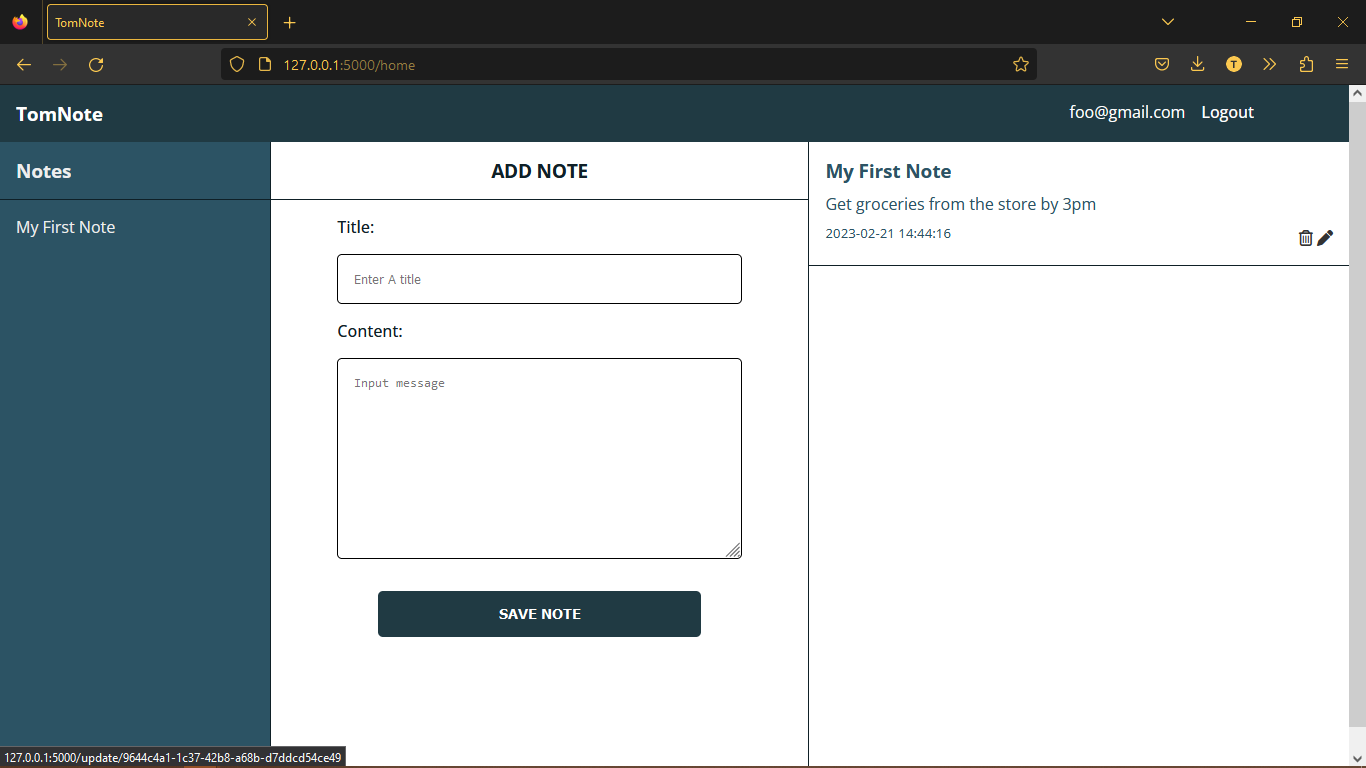 TomNote
127.0.0.1:5000/home
T
TomNote
foo@gmail.com Logout
Notes
My First Note
ADD NOTE
Title:
Enter A title
Content:
Input message
SAVE NOTE
My First Note
Get groceries from the store by 3pm
2023-02-21 14:44:16
127.0.0.1:5000/update/9644c4a1-1c37-42b8-a68b-d7ddcd54ce49